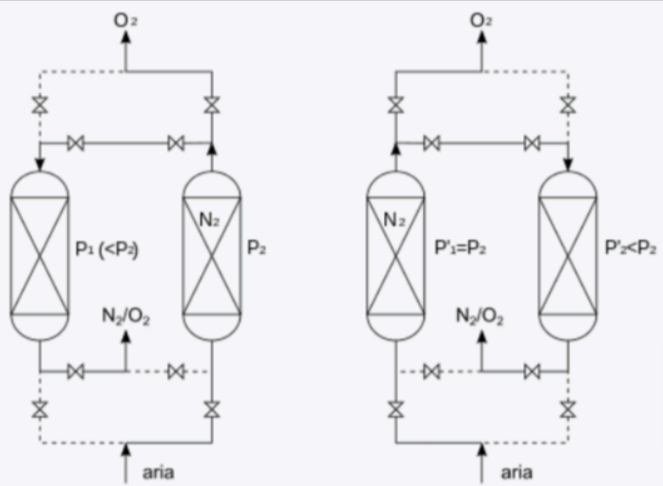 O₂
N₂
P₁ (<P₂)
P₂
N₂/O₂
aria
O₂
N₂
P'₁=P₂
P'₂<P₂
N₂/O₂
aria